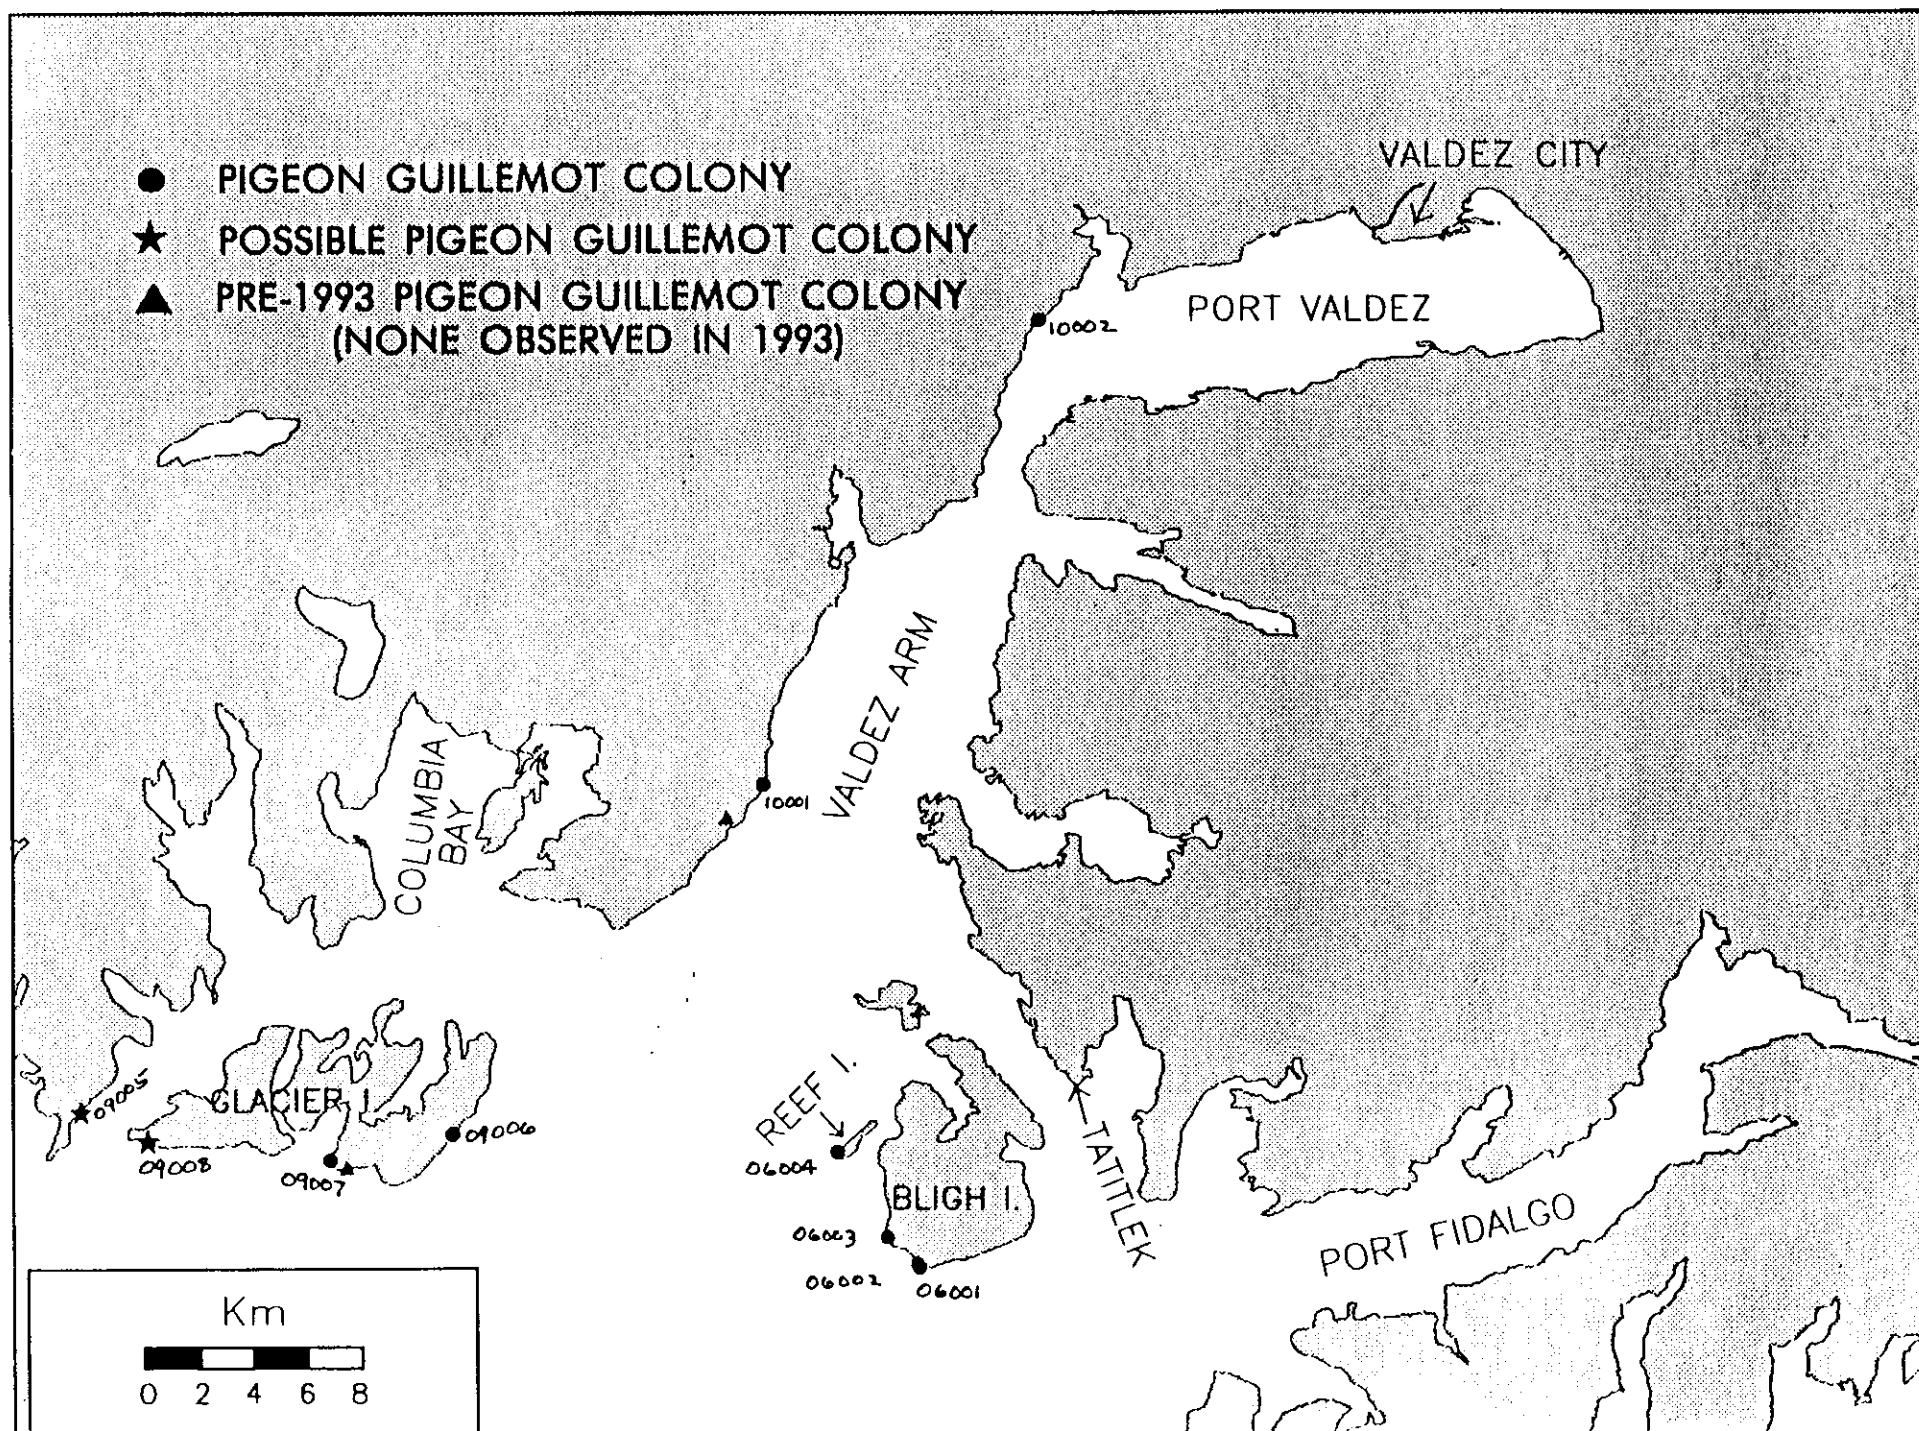 PIGEON GUILLEMOT COLONY
POSSIBLE PIGEON GUILLEMOT COLONY
PRE-1993 PIGEON GUILLEMOT COLONY
(NONE OBSERVED IN 1993)
VALDEZ CITY
PORT VALDEZ
10002
VALDEZ ARM
10001
COLUMBIA
BAY
GLACIER I.
09005
09008
09007
09006
REEF I.
06004
BLIGH I.
06003
06002
06001
TATITLEK
PORT FIDALGO
Km
0 2 4 6 8